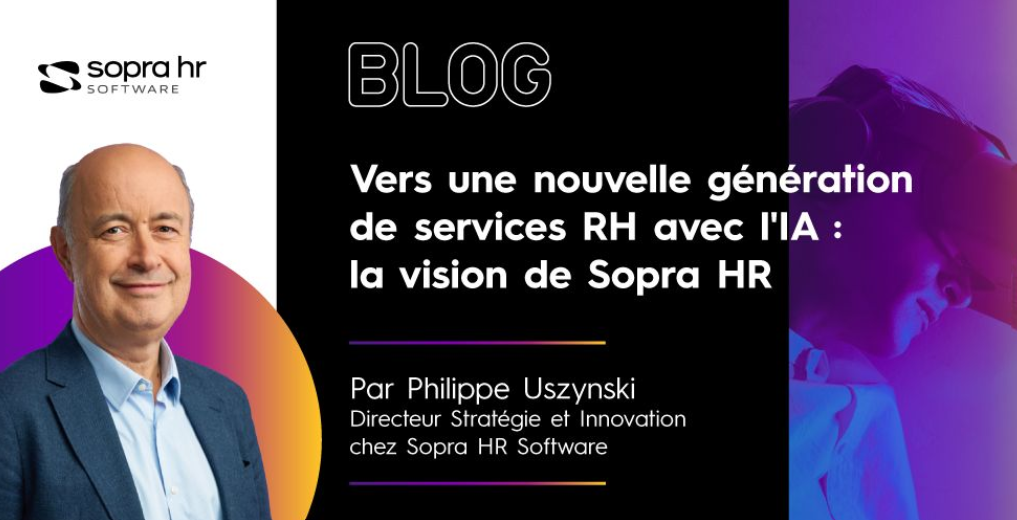 sopra hr
SOFTWARE
BLOG
Vers une nouvelle génération
de services RH avec l'IA :
la vision de Sopra HR
Par Philippe Uszynski
Directeur Stratégie et Innovation
chez Sopra HR Software